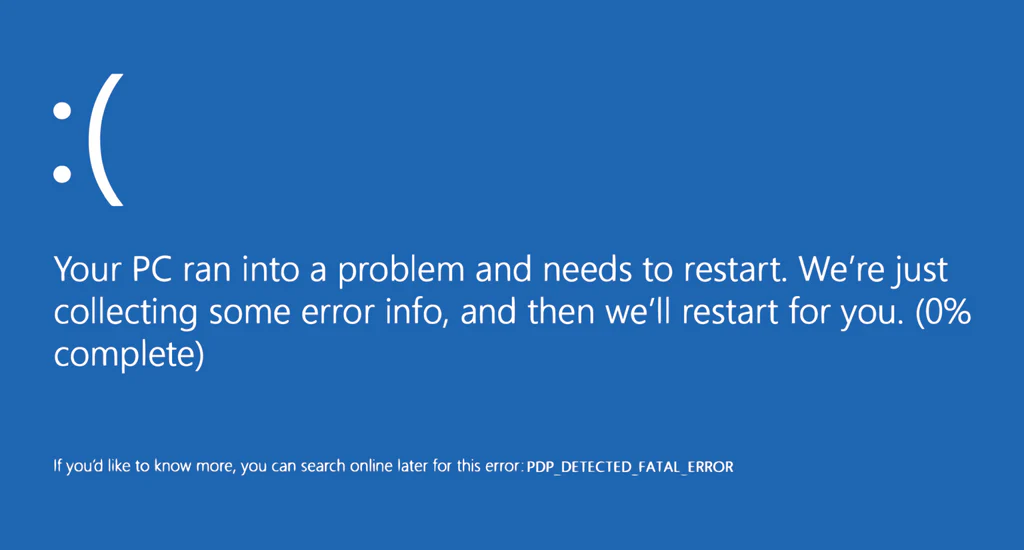 :(
Your PC ran into a problem and needs to restart. We're just
collecting some error info, and then we'll restart for you. (0%
complete)
If you'd like to know more, you can search online later for this error: PDP_DETECTED_FATAL_ERROR